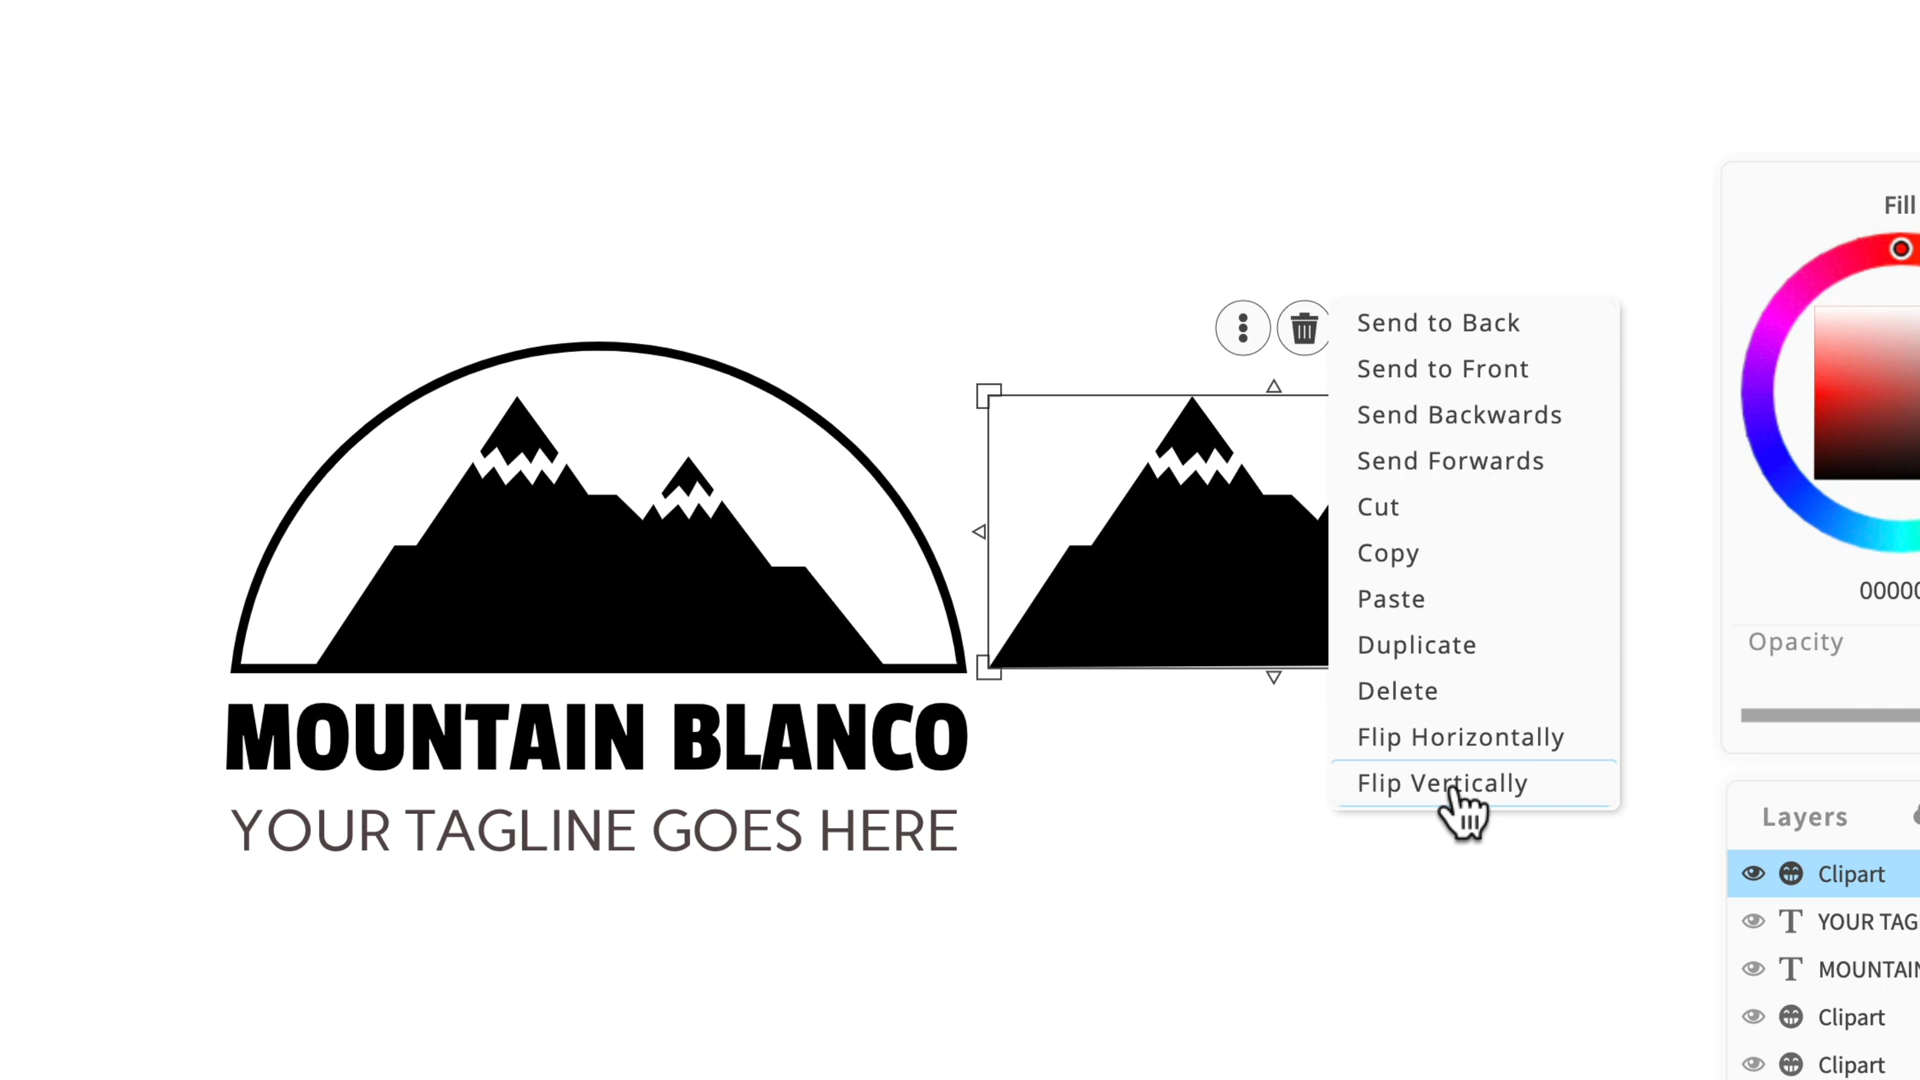 Fill
Send to Back
Send to Front
Send Backwards
Send Forwards
Cut
Copy
Paste
Duplicate
Delete
Flip Horizontally
Flip Vertically
MOUNTAIN BLANCO
YOUR TAGLINE GOES HERE
00000
Opacity
Layers
Clipart
YOUR TAG
MOUNTAIN
Clipart
Clipart